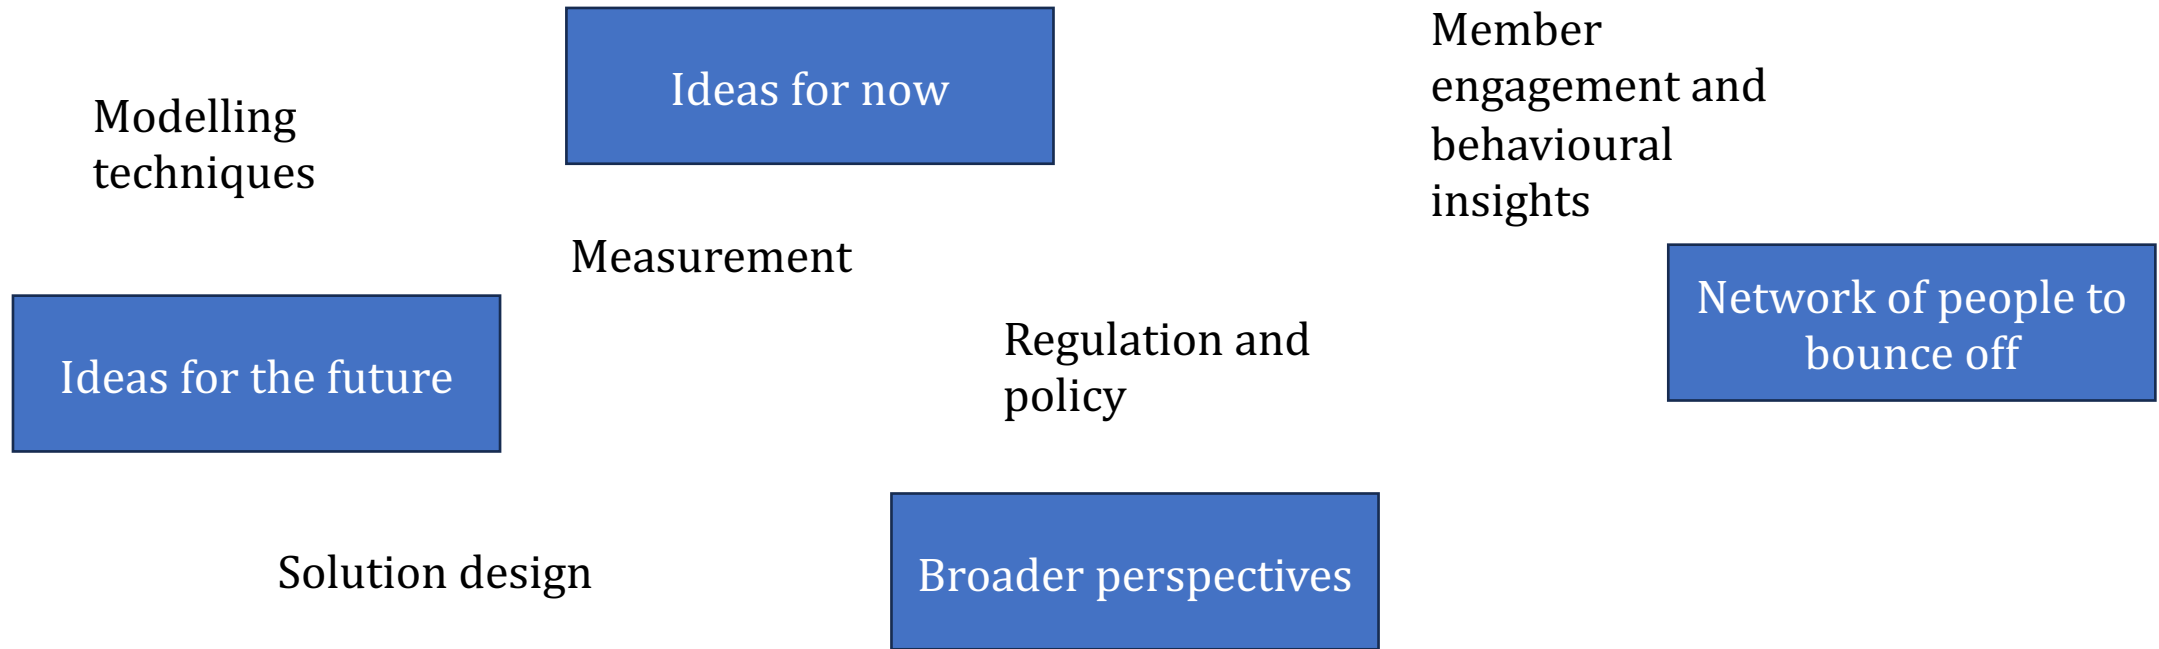 Ideas for now
Member
engagement and
behavioural
insights
Modelling
techniques
Measurement
Network of people to
bounce off
Ideas for the future
Regulation and
policy
Solution design
Broader perspectives